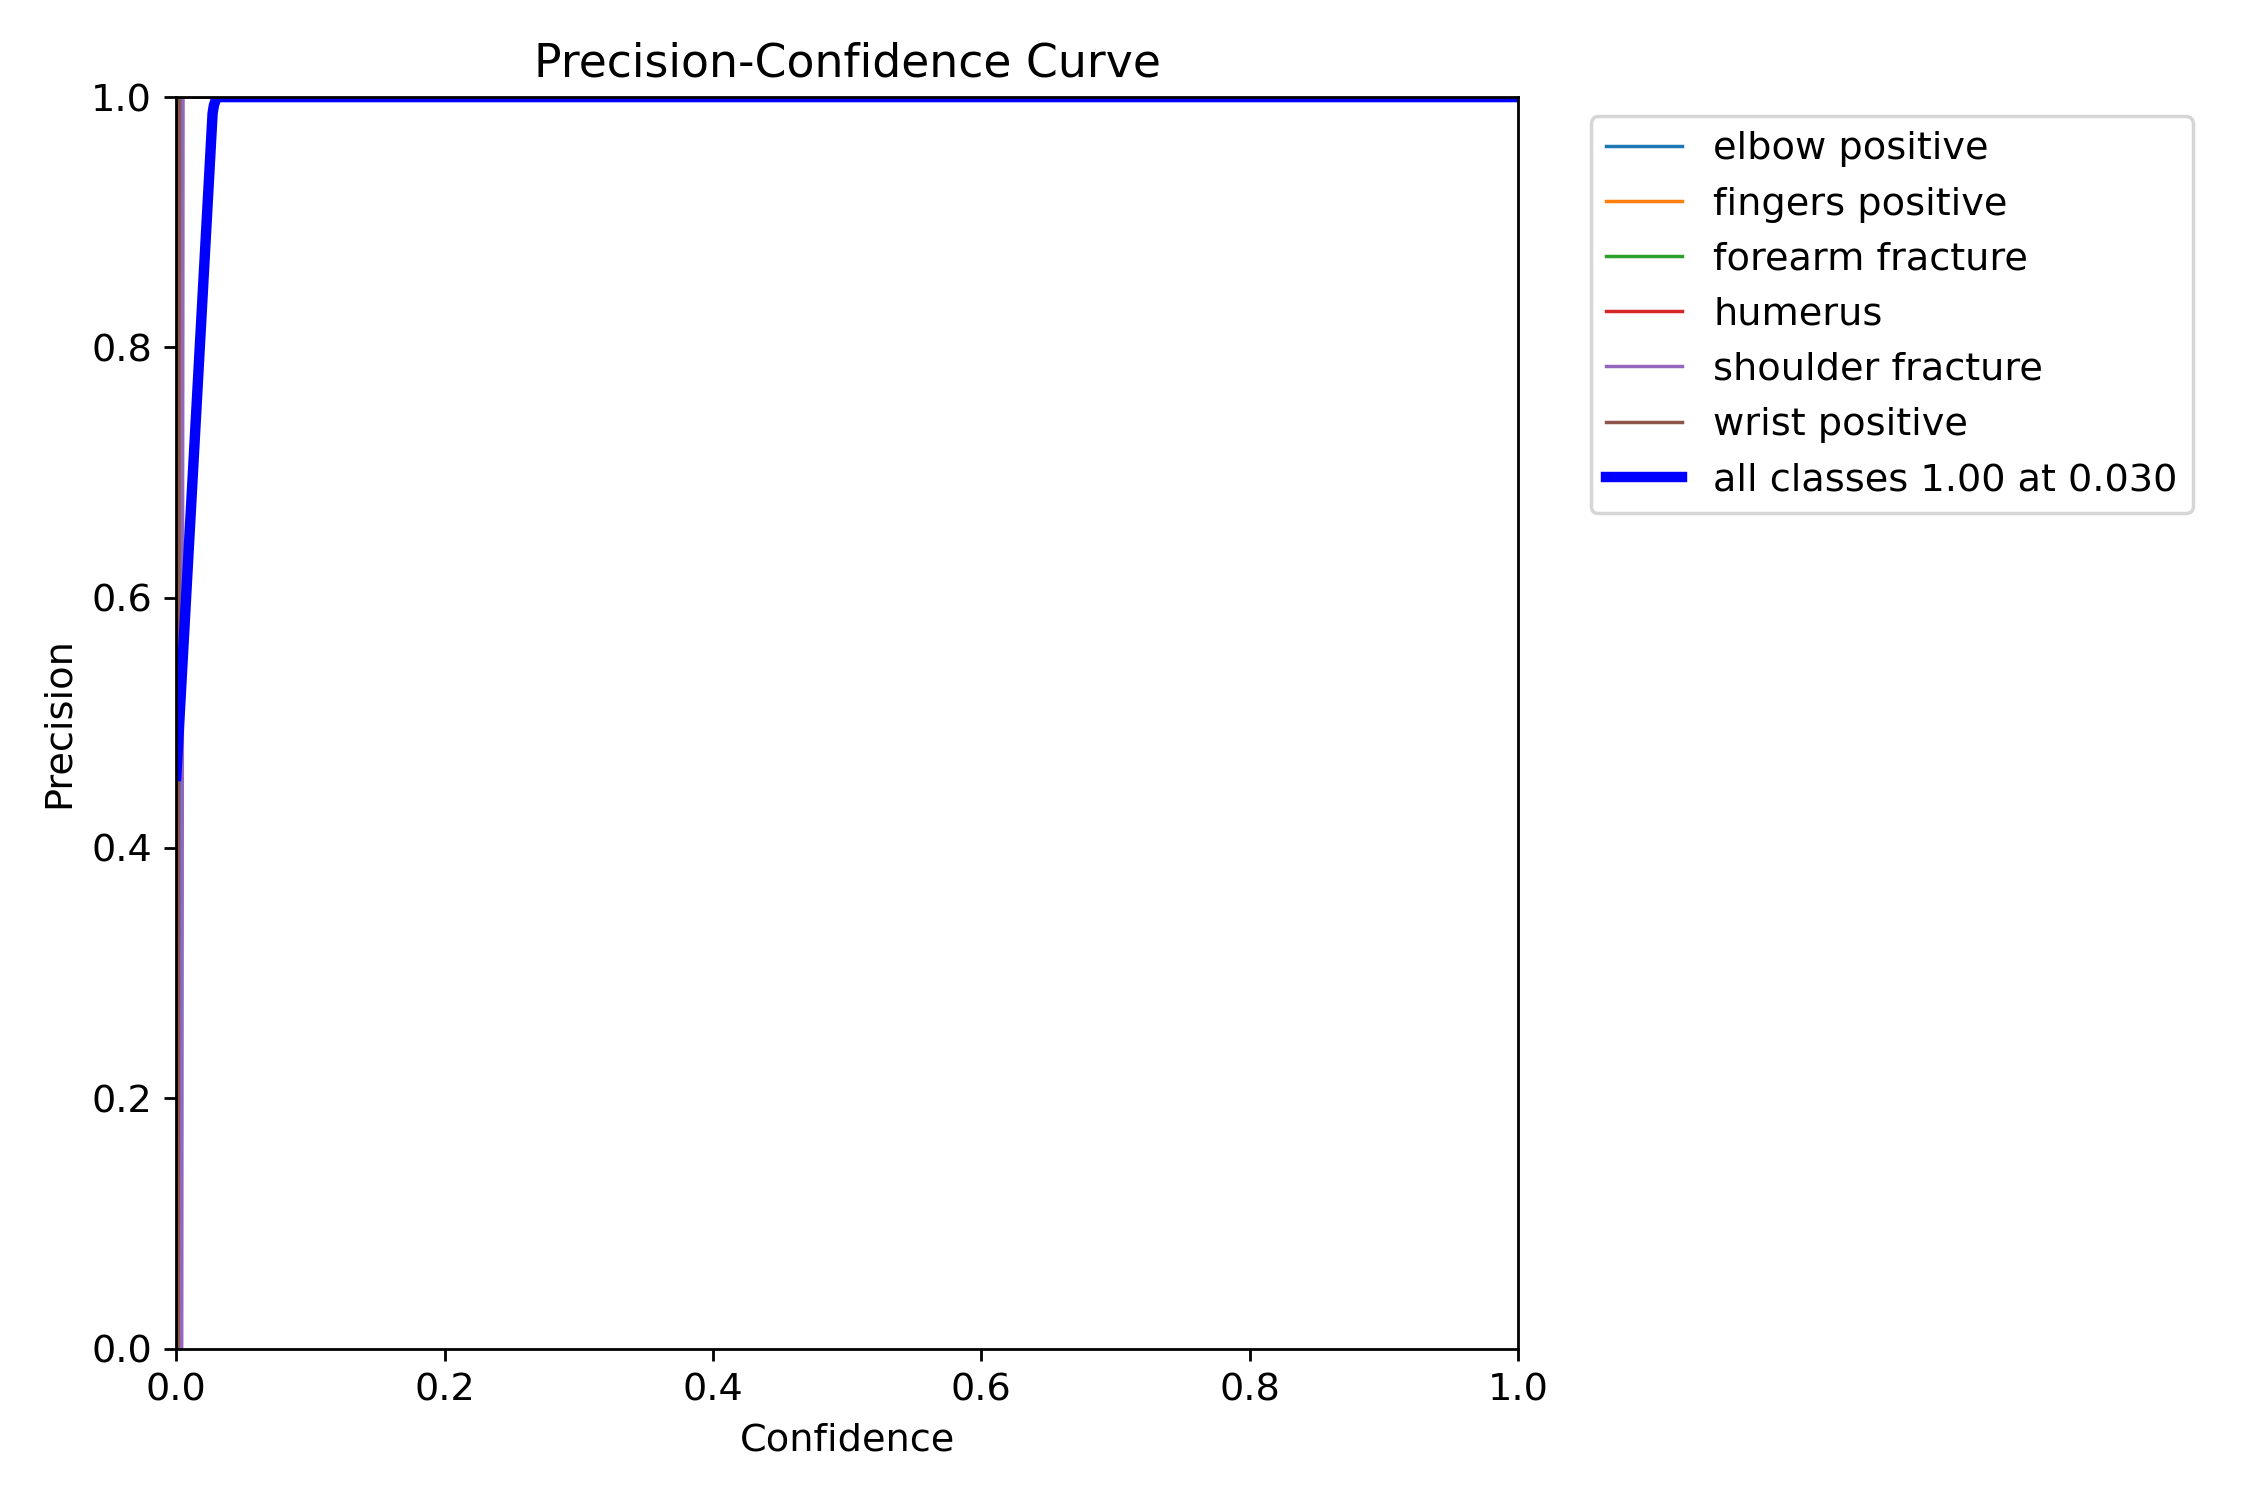 Precision-Confidence Curve
1.0
0.8
0.6
0.4
0.2
0.0
Precision
0.0 0.2 0.4 0.6 0.8 1.0
Confidence
elbow positive
fingers positive
forearm fracture
humerus
shoulder fracture
wrist positive
all classes 1.00 at 0.030